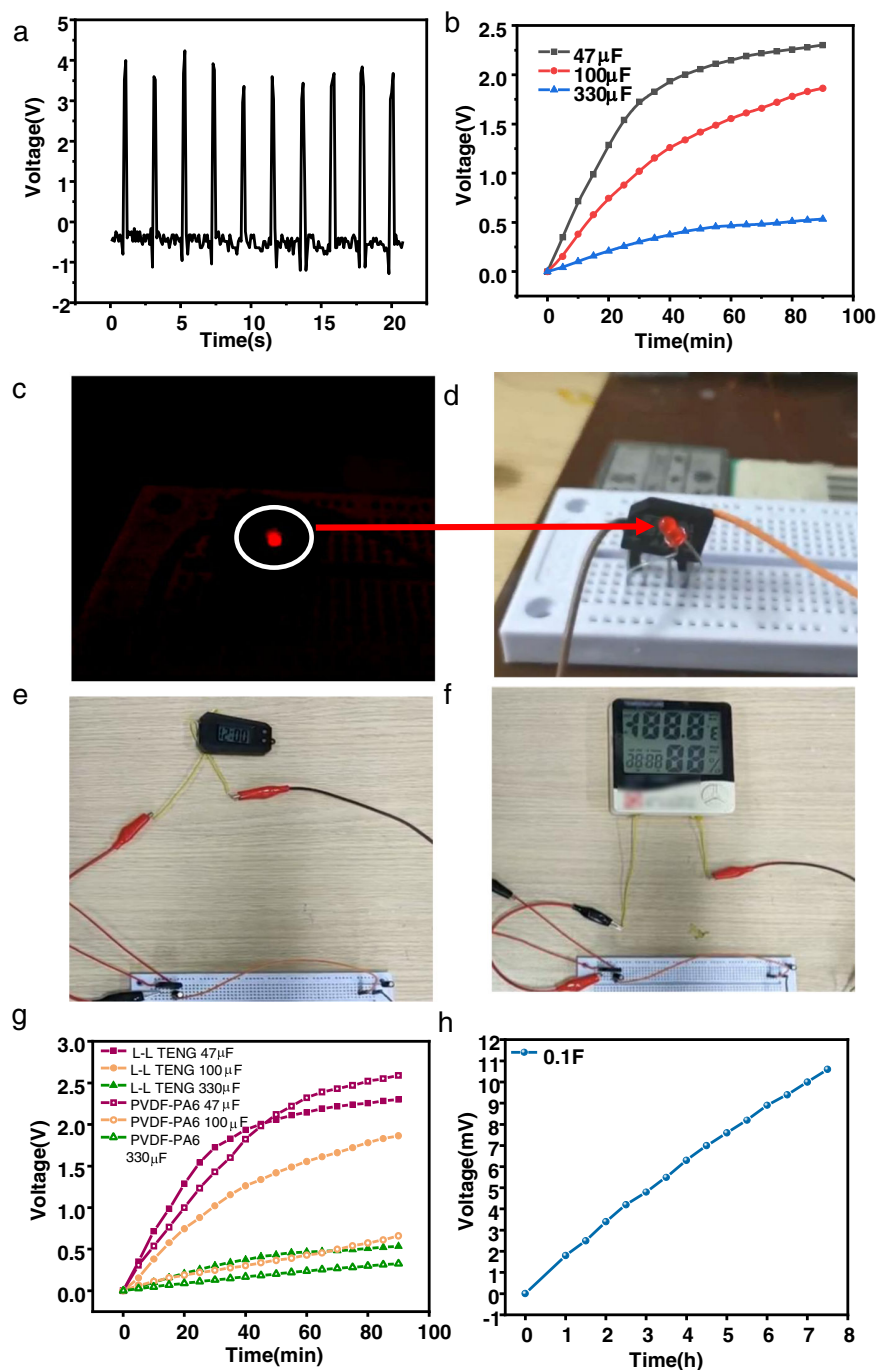 a
5
4
3
2
1
0
-1
-2
Voltage(V)
0
5
10
15
20
Time(s)
b
2.5
2.0
1.5
1.0
0.5
0.0
Voltage(V)
47μF
100μF
330μF
0
20
40
60
80
100
Time(min)
c
d
e
12:00
f
g
3.0
2.5
2.0
1.5
1.0
0.5
0.0
Voltage(V)
L-L TENG 47μF
L-L TENG 100μF
L-L TENG 330μF
PVDF-PA6 47μF
PVDF-PA6 100μF
PVDF-PA6
330μF
0
20
40
60
80
100
Time(min)
h
12
11
10
9
8
7
6
5
4
3
2
1
0
-1
Voltage(mV)
0.1F
0
1
2
3
4
5
6
7
8
Time(h)